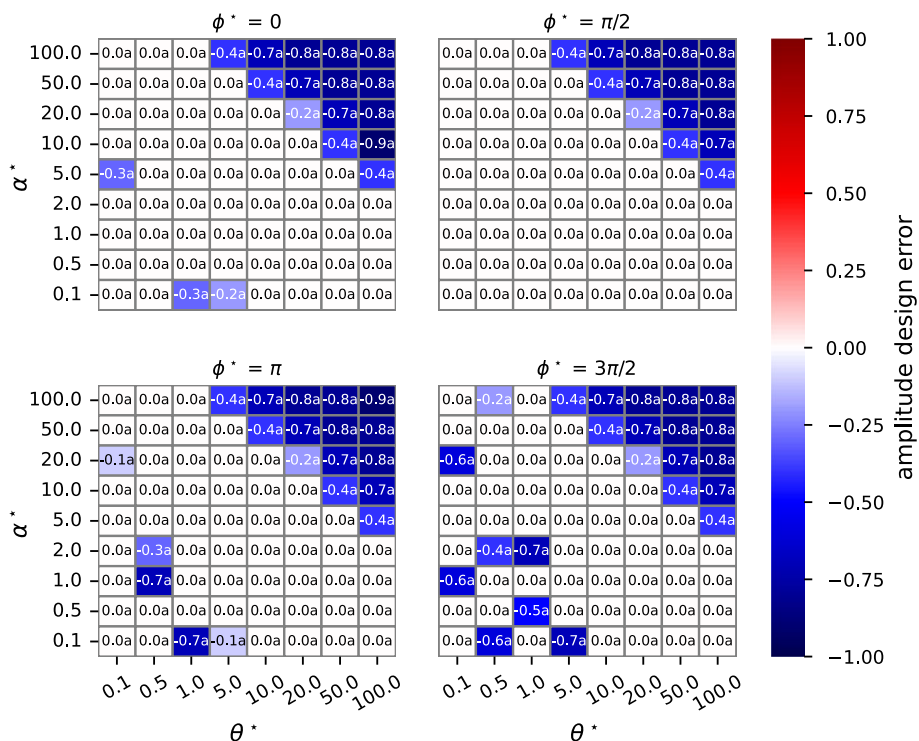 ϕ* = 0
ϕ* = π/2
100.0 0.0a 0.0a 0.0a -0.4a -0.7a -0.8a -0.8a -0.8a 0.0a 0.0a 0.0a -0.4a -0.7a -0.8a -0.8a -0.8a
50.0 0.0a 0.0a 0.0a 0.0a -0.4a -0.7a -0.8a -0.8a 0.0a 0.0a 0.0a 0.0a -0.4a -0.7a -0.8a -0.8a
20.0 0.0a 0.0a 0.0a 0.0a 0.0a -0.2a -0.7a -0.8a 0.0a 0.0a 0.0a 0.0a 0.0a -0.2a -0.7a -0.8a
10.0 0.0a 0.0a 0.0a 0.0a 0.0a 0.0a -0.4a -0.9a 0.0a 0.0a 0.0a 0.0a 0.0a 0.0a -0.4a -0.7a
5.0 -0.3a 0.0a 0.0a 0.0a 0.0a 0.0a 0.0a -0.4a 0.0a 0.0a 0.0a 0.0a 0.0a 0.0a 0.0a -0.4a
2.0 0.0a 0.0a 0.0a 0.0a 0.0a 0.0a 0.0a 0.0a 0.0a 0.0a 0.0a 0.0a 0.0a 0.0a 0.0a 0.0a
1.0 0.0a 0.0a 0.0a 0.0a 0.0a 0.0a 0.0a 0.0a 0.0a 0.0a 0.0a 0.0a 0.0a 0.0a 0.0a 0.0a
0.5 0.0a 0.0a 0.0a 0.0a 0.0a 0.0a 0.0a 0.0a 0.0a 0.0a 0.0a 0.0a 0.0a 0.0a 0.0a 0.0a
0.1 0.0a 0.0a -0.3a -0.2a 0.0a 0.0a 0.0a 0.0a 0.0a 0.0a 0.0a 0.0a 0.0a 0.0a 0.0a 0.0a
α*
ϕ* = π
ϕ* = 3π/2
100.0 0.0a 0.0a 0.0a -0.4a -0.7a -0.8a -0.8a -0.9a 0.0a -0.2a 0.0a -0.4a -0.7a -0.8a -0.8a -0.8a
50.0 0.0a 0.0a 0.0a 0.0a -0.4a -0.7a -0.8a -0.8a 0.0a 0.0a 0.0a 0.0a -0.4a -0.7a -0.8a -0.8a
20.0 -0.1a 0.0a 0.0a 0.0a 0.0a -0.2a -0.7a -0.8a -0.6a 0.0a 0.0a 0.0a 0.0a -0.2a -0.7a -0.8a
10.0 0.0a 0.0a 0.0a 0.0a 0.0a 0.0a -0.4a -0.7a 0.0a 0.0a 0.0a 0.0a 0.0a 0.0a -0.4a -0.7a
5.0 0.0a 0.0a 0.0a 0.0a 0.0a 0.0a 0.0a -0.4a 0.0a 0.0a 0.0a 0.0a 0.0a 0.0a 0.0a -0.4a
2.0 0.0a -0.3a 0.0a 0.0a 0.0a 0.0a 0.0a 0.0a 0.0a -0.4a -0.7a 0.0a 0.0a 0.0a 0.0a 0.0a
1.0 0.0a -0.7a 0.0a 0.0a 0.0a 0.0a 0.0a 0.0a -0.6a 0.0a 0.0a 0.0a 0.0a 0.0a 0.0a 0.0a
0.5 0.0a 0.0a 0.0a 0.0a 0.0a 0.0a 0.0a 0.0a 0.0a 0.0a -0.5a 0.0a 0.0a 0.0a 0.0a 0.0a
0.1 0.0a 0.0a -0.7a -0.1a 0.0a 0.0a 0.0a 0.0a 0.0a -0.6a 0.0a -0.7a 0.0a 0.0a 0.0a 0.0a
α*
0.1 0.5 1.0 5.0 10.0 20.0 50.0 100.0
0.1 0.5 1.0 5.0 10.0 20.0 50.0 100.0
θ*
θ*
1.00
0.75
0.50
0.25
0.00
−0.25
−0.50
−0.75
−1.00
amplitude design error